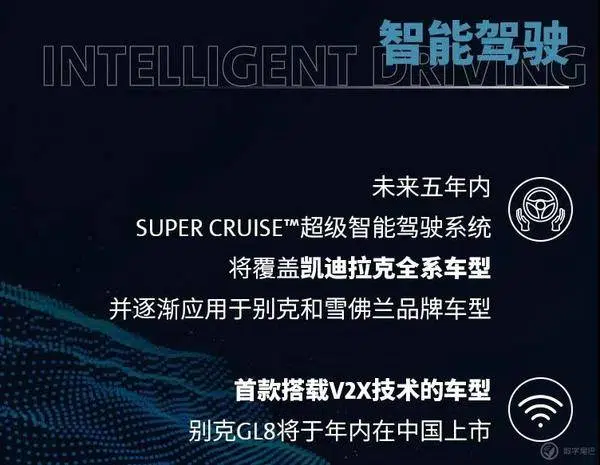 智能驾驶
INTELLIGENT DRIVING
未来五年内
SUPER CRUISE™超级智能驾驶系统
将覆盖凯迪拉克全系车型
并逐渐应用于别克和雪佛兰品牌车型
首款搭载V2X技术的车型
别克GL8将于年内在中国上市
数字尾巴